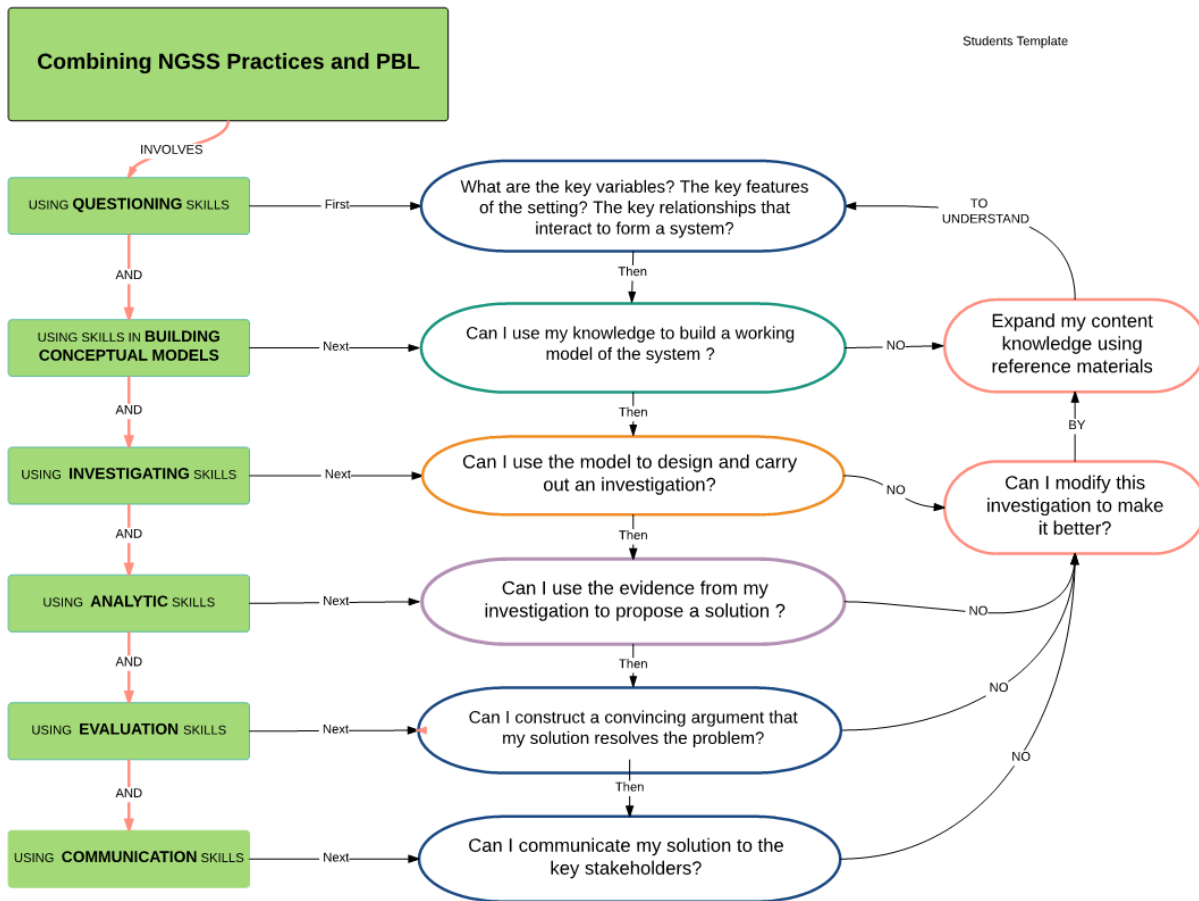 Combining NGSS Practices and PBL
Students Template
INVOLVES
USING QUESTIONING SKILLS
First
What are the key variables? The key features
of the setting? The key relationships that
interact to form a system?
TO
UNDERSTAND
AND
Then
USING SKILLS IN BUILDING
CONCEPTUAL MODELS
Next
Can I use my knowledge to build a working
model of the system ?
NO
Expand my content
knowledge using
reference materials
AND
Then
BY
USING INVESTIGATING SKILLS
Next
Can I use the model to design and carry
out an investigation?
NO
Can I modify this
investigation to make
it better?
AND
Then
USING ANALYTIC SKILLS
Next
Can I use the evidence from my
investigation to propose a solution ?
NO
AND
Then
USING EVALUATION SKILLS
Next
Can I construct a convincing argument that
my solution resolves the problem?
NO
AND
Then
USING COMMUNICATION SKILLS
Next
Can I communicate my solution to the
key stakeholders?
NO